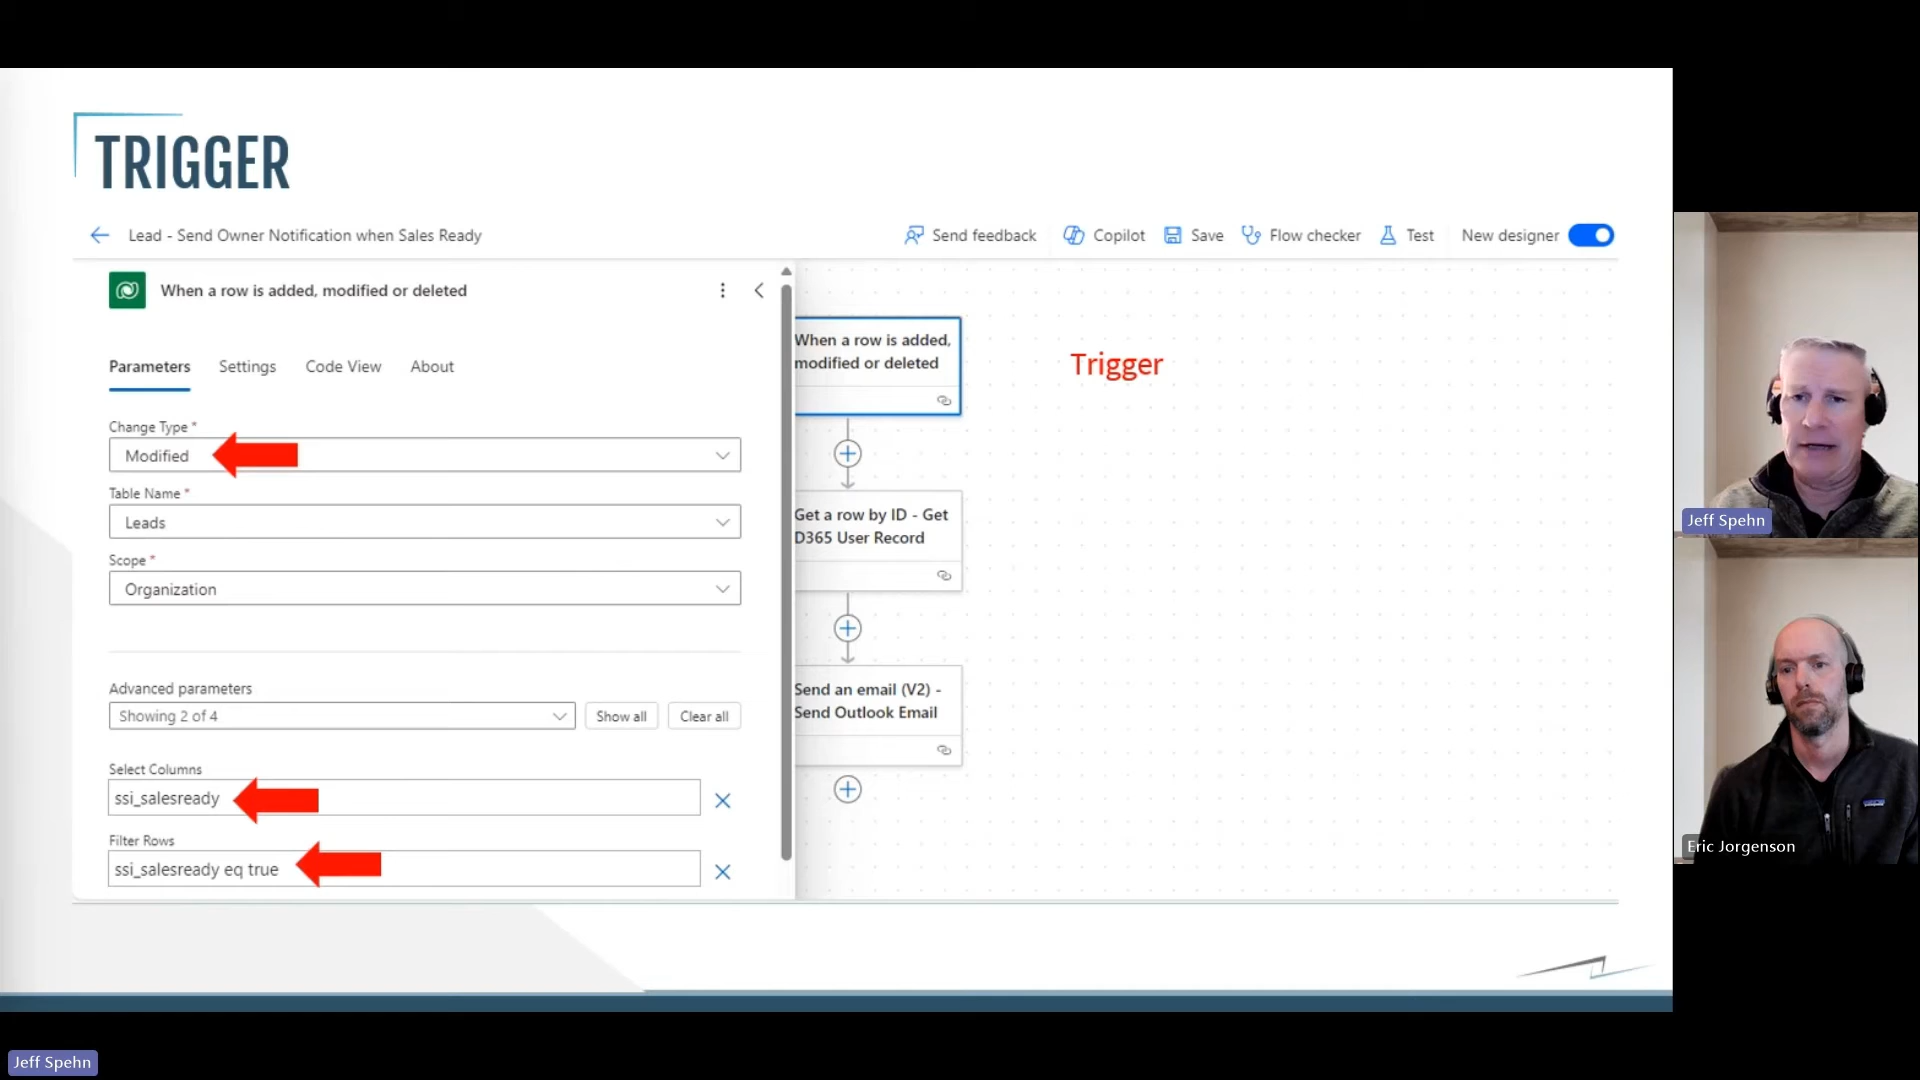 TRIGGER
Lead - Send Owner Notification when Sales Ready
Send feedback
Copilot
Save
Flow checker
Test
New designer
When a row is added, modified or deleted
Parameters
Settings
Code View
About
Change Type *
Modified
Table Name *
Leads
Scope *
Organization
Advanced parameters
Showing 2 of 4
Show all
Clear all
Select Columns
ssi_salesready
Filter Rows
ssi_salesready eq true
When a row is added,
modified or deleted
Get a row by ID - Get
D365 User Record
Send an email (V2) -
Send Outlook Email
Trigger
Jeff Spehn
Eric Jorgenson
Jeff Spehn